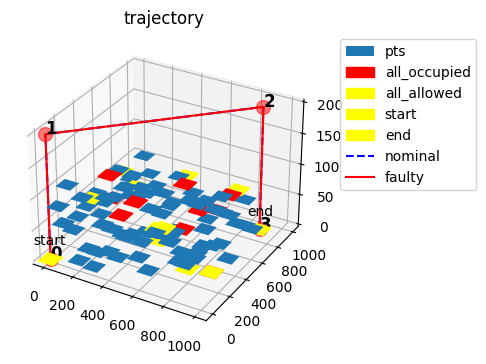 trajectory
pts
all_occupied
all_allowed
start
end
nominal
faulty
1
2
200
150
100
50
0
end
3
start
0
0
200
400
600
800
1000
0
200
400
600
800
1000